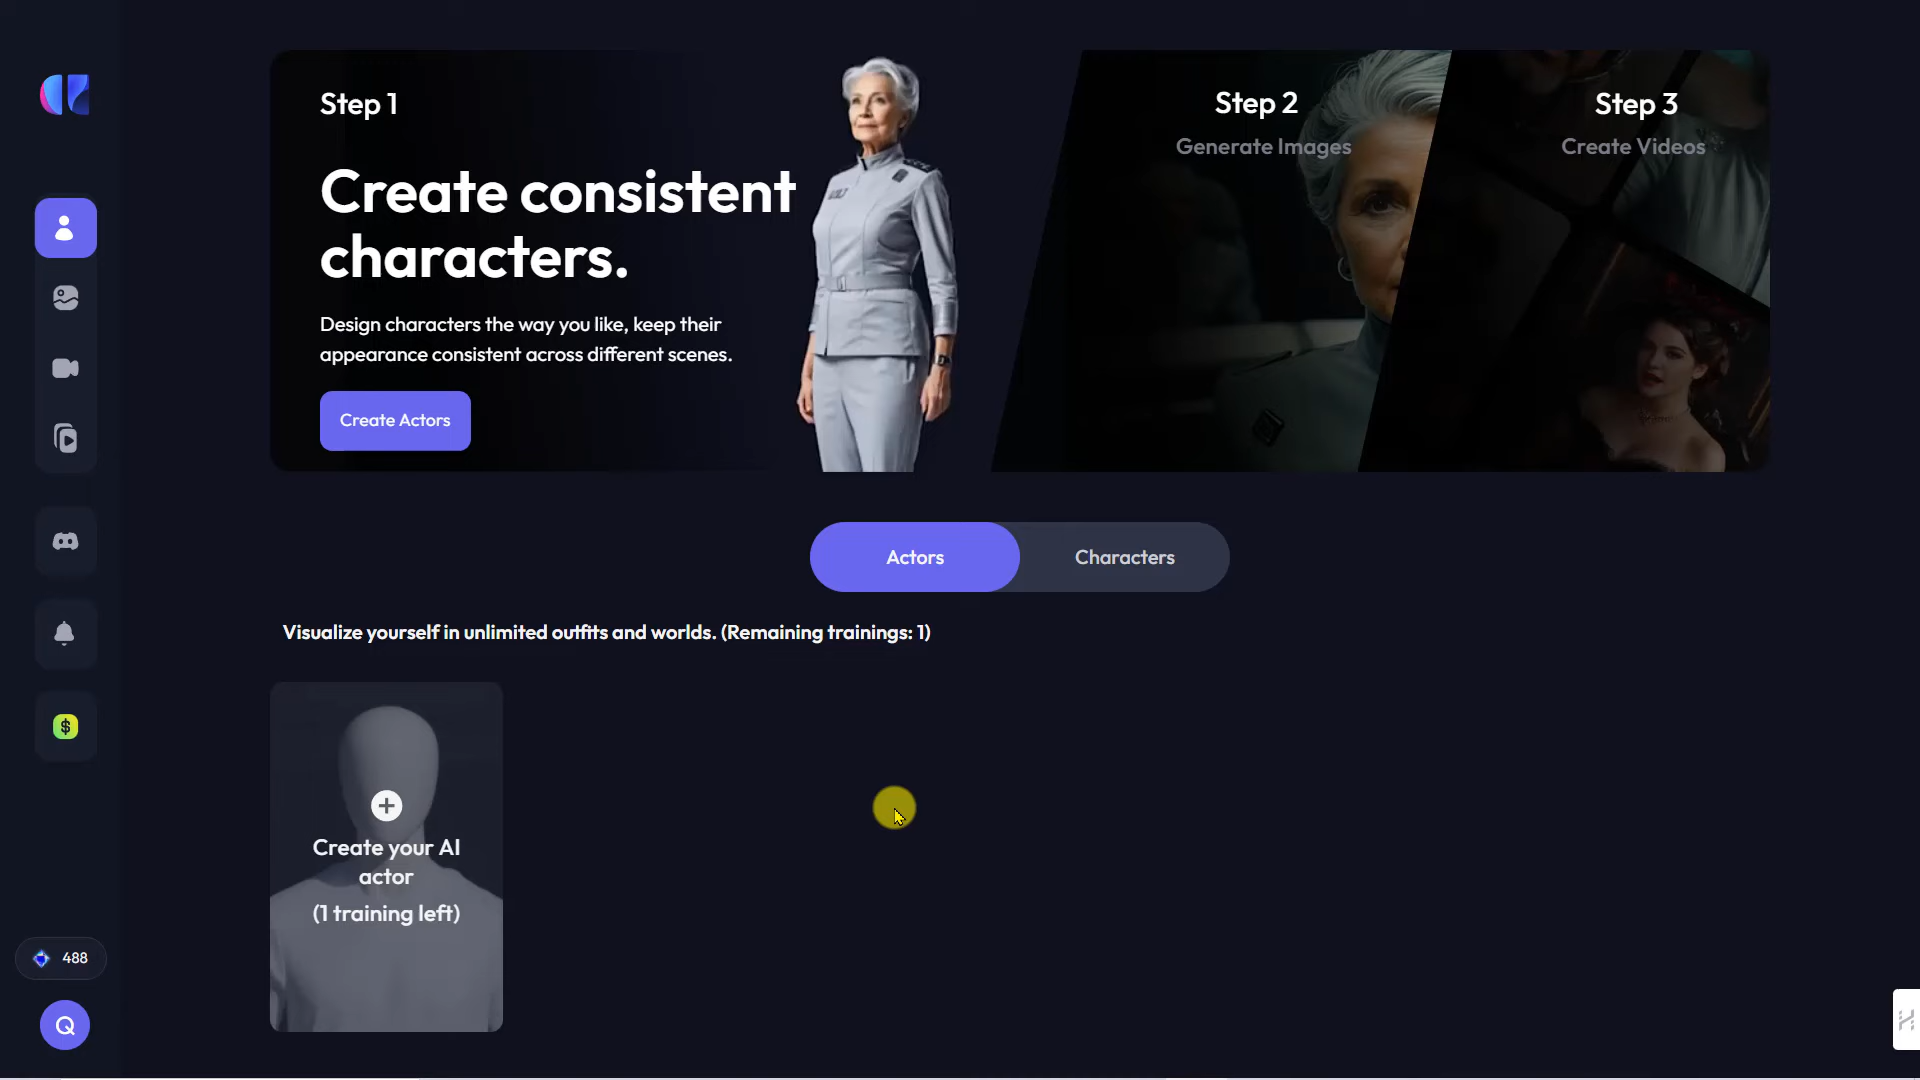 Step 1
Create consistent
characters.
Design characters the way you like, keep their
appearance consistent across different scenes.
Create Actors
Step 2
Generate Images
Step 3
Create Videos
Actors
Characters
Visualize yourself in unlimited outfits and worlds. (Remaining trainings: 1)
Create your AI
actor
(1 training left)
$
488
Q